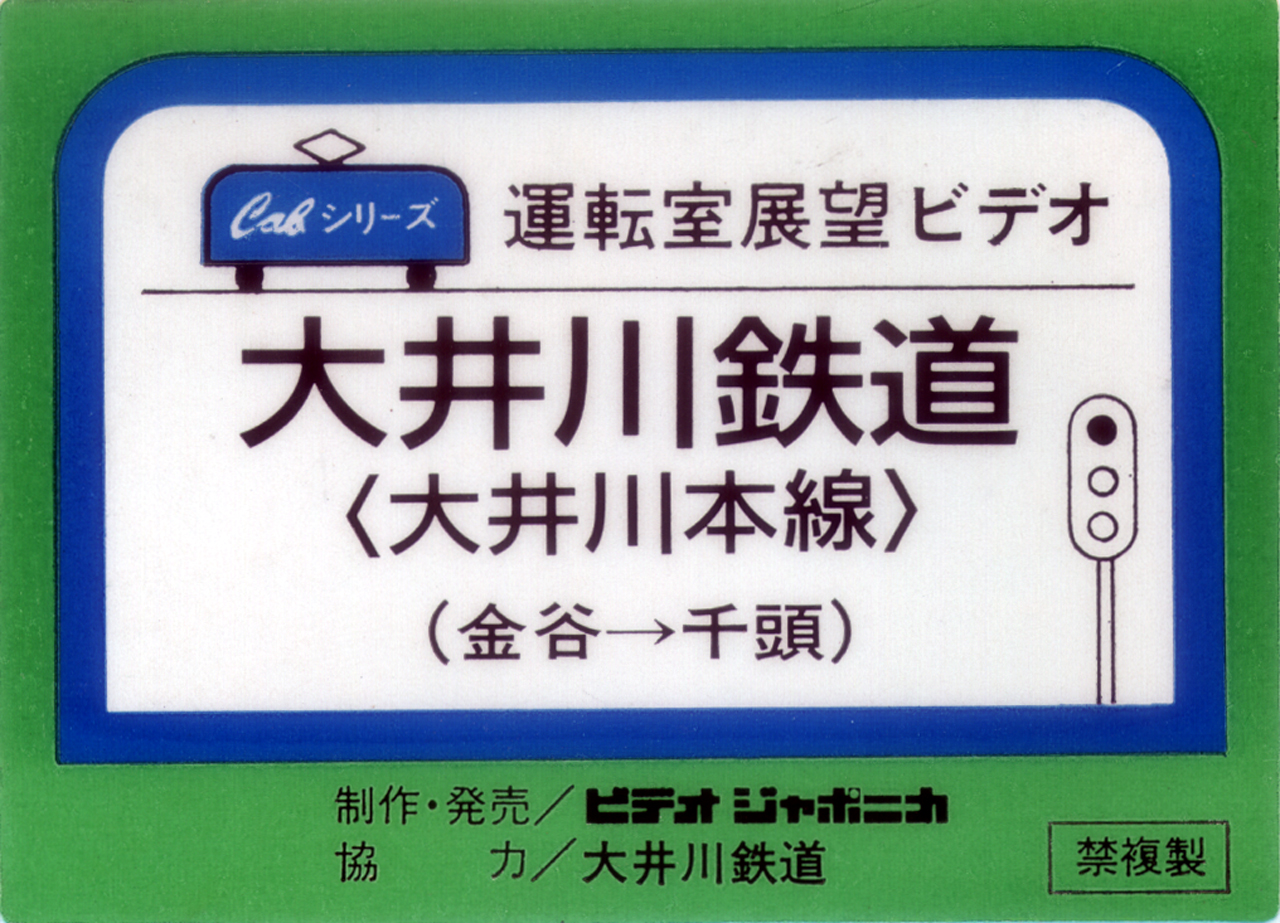 Cab シリーズ
運転室展望ビデオ
大井川鉄道
〈大井川本線〉
(金谷→千頭)
制作・発売/ビデオ ジャポニカ
協力/大井川鉄道
禁複製